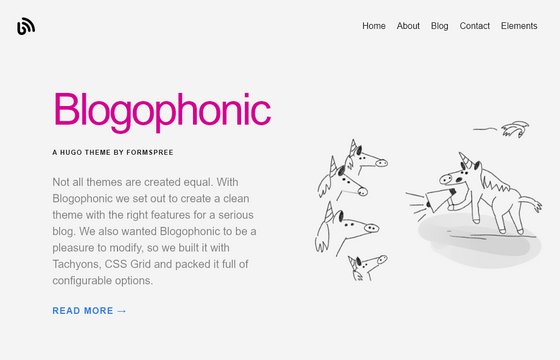 Home About Blog Contact Elements
Blogophonic
A HUGO THEME BY FORMSPREE
Not all themes are created equal. With
Blogophonic we set out to create a clean
theme with the right features for a serious
blog. We also wanted Blogophonic to be a
pleasure to modify, so we built it with
Tachyons, CSS Grid and packed it full of
configurable options.
READ MORE →